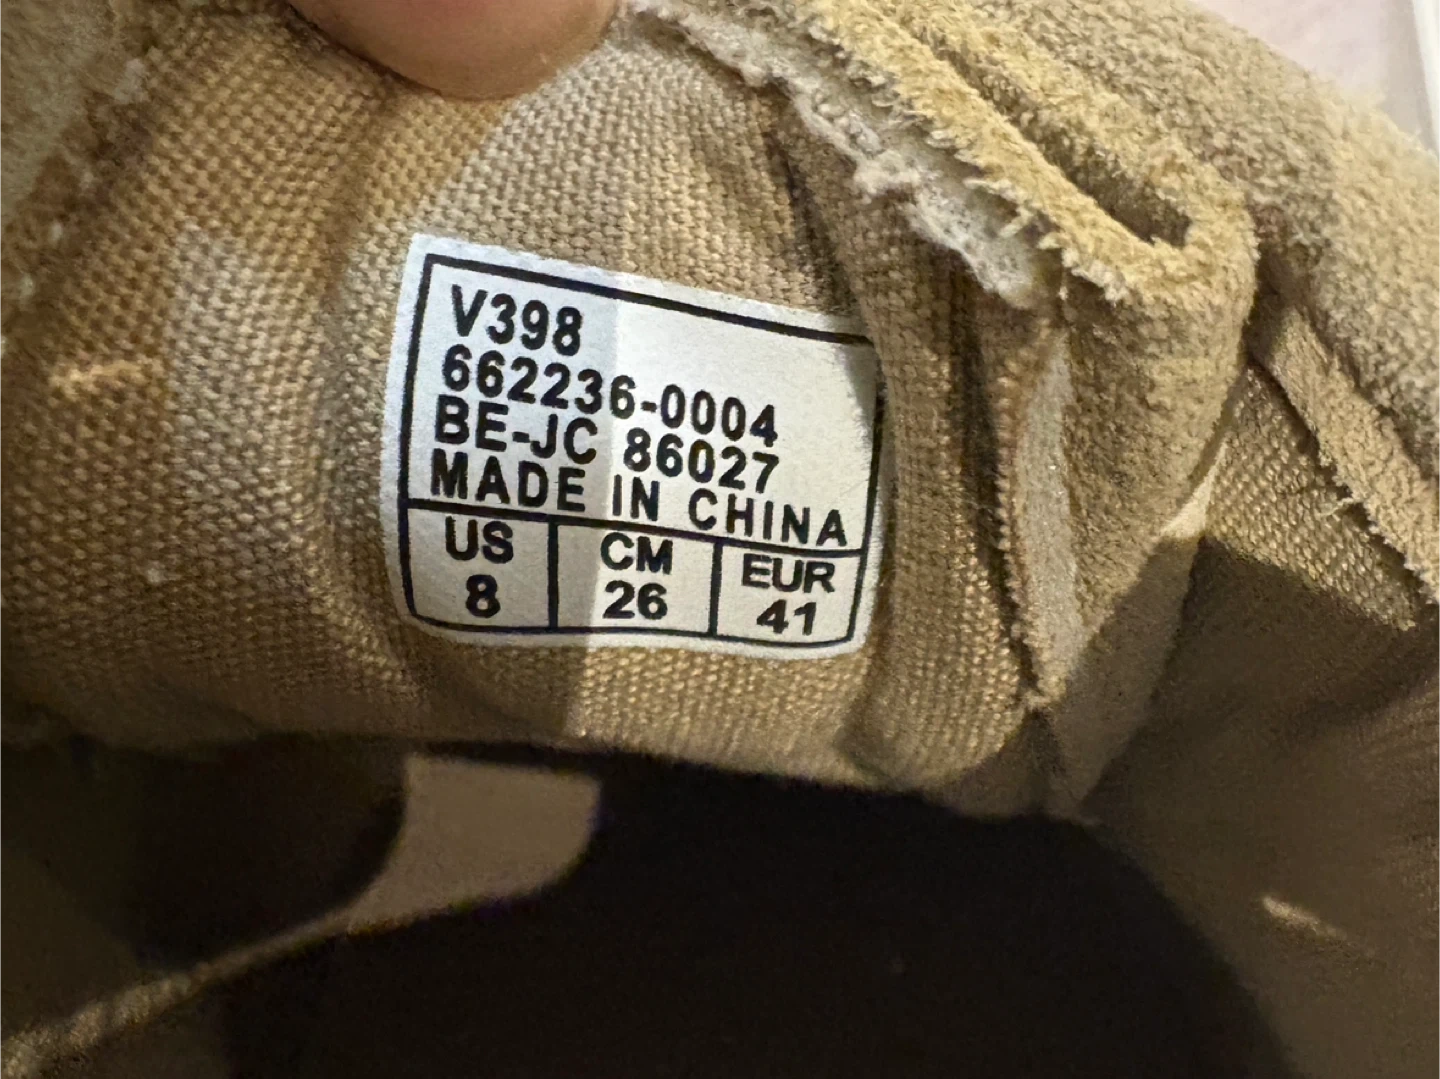 V398
662236-0004
BE-JC 86027
MADE IN CHINA
US CM EUR
8 26 41